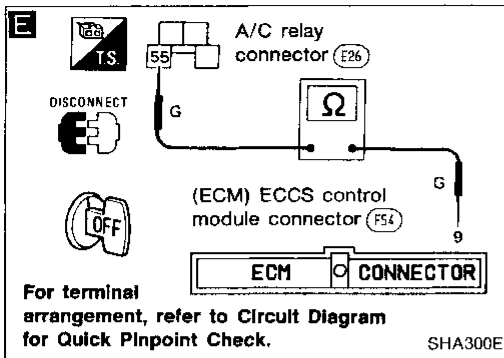 E
T.S.
A/C relay
connector E26
55
DISCONNECT
G
Ω
G
(ECM) ECCS control
module connector F54
OFF
9
ECM CONNECTOR
For terminal
arrangement, refer to Circuit Diagram
for Quick Pinpoint Check.
SHA300E